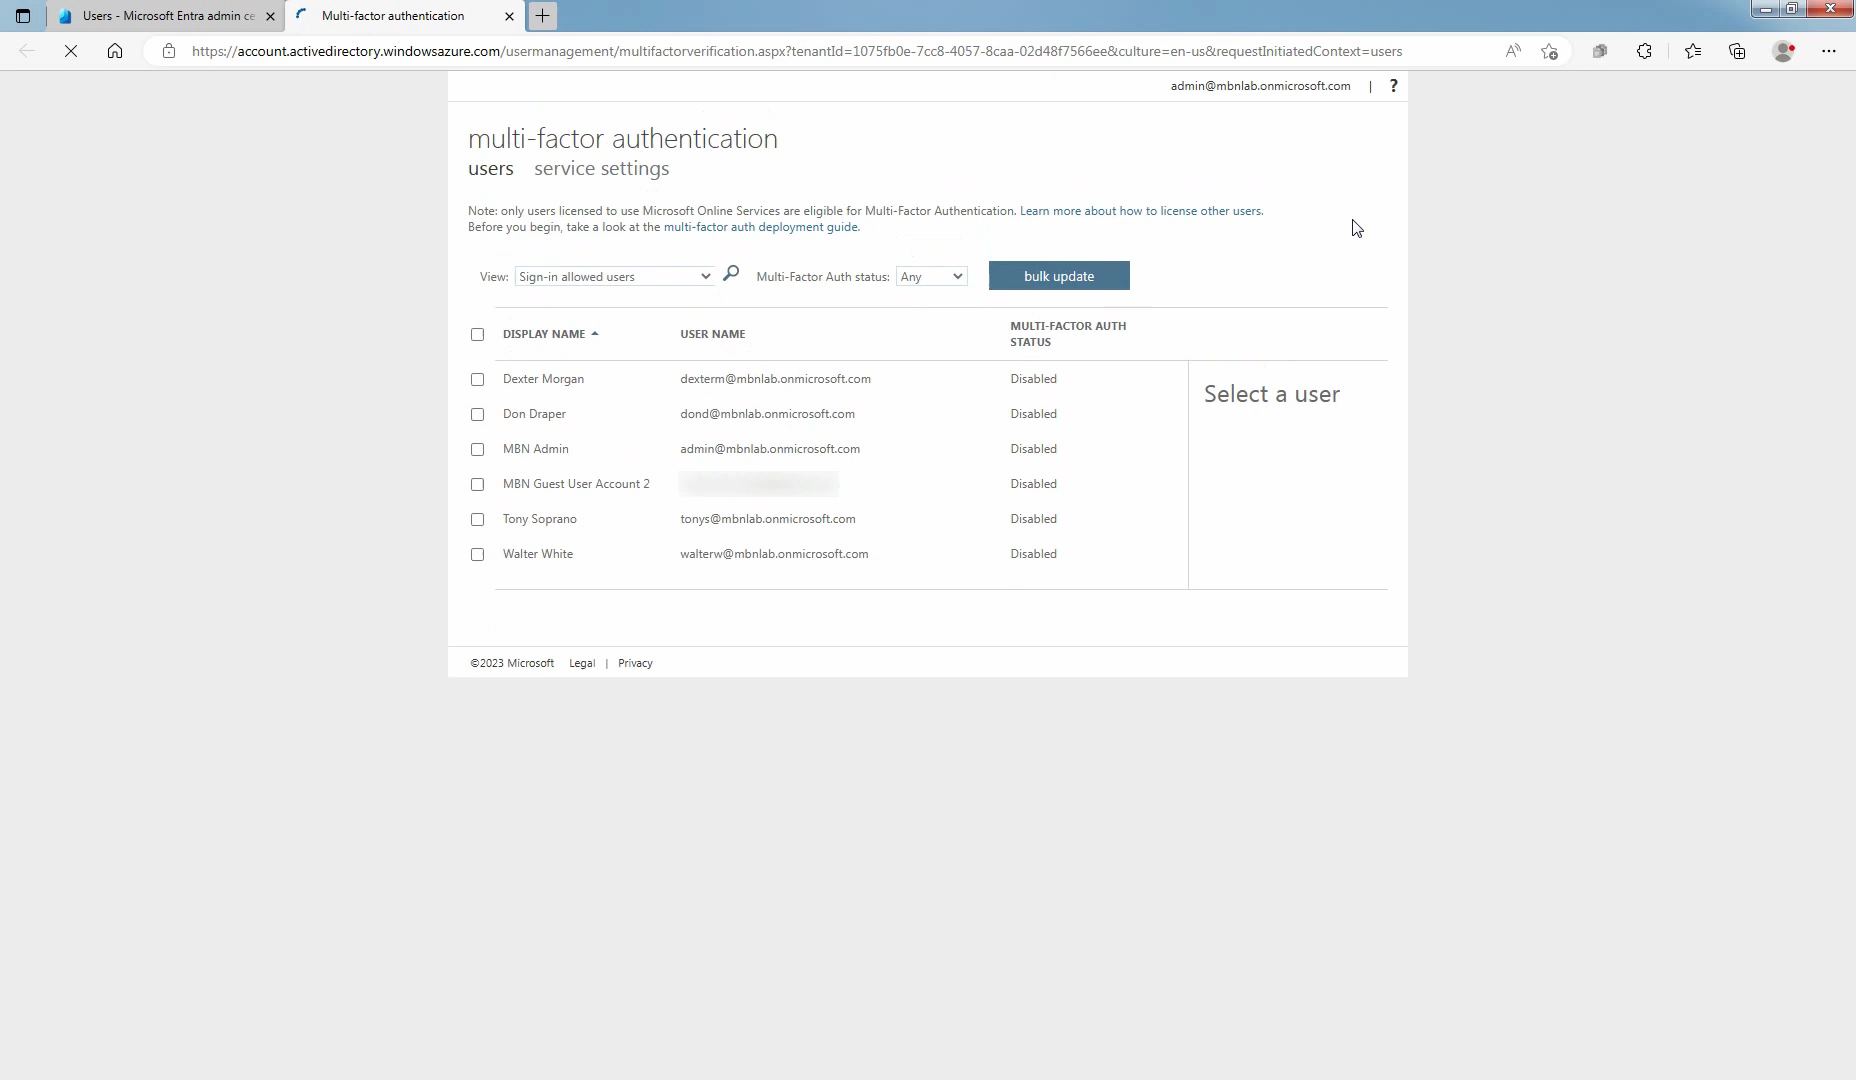 Users - Microsoft Entra admin ce
Multi-factor authentication
https://account.activedirectory.windowsazure.com/usermanagement/multifactorverification.aspx?tenantId=1075fb0e-7cc8-4057-8caa-02d48f7566ee&culture=en-us&requestInitiatedContext=users
admin@mbnlab.onmicrosoft.com | ?
multi-factor authentication
users service settings
Note: only users licensed to use Microsoft Online Services are eligible for Multi-Factor Authentication. Learn more about how to license other users.
Before you begin, take a look at the multi-factor auth deployment guide.
View: Sign-in allowed users Multi-Factor Auth status: Any bulk update
DISPLAY NAME USER NAME MULTI-FACTOR AUTH
STATUS
Dexter Morgan dexterm@mbnlab.onmicrosoft.com Disabled
Select a user
Don Draper dond@mbnlab.onmicrosoft.com Disabled
MBN Admin admin@mbnlab.onmicrosoft.com Disabled
MBN Guest User Account 2 Disabled
Tony Soprano tonys@mbnlab.onmicrosoft.com Disabled
Walter White walterw@mbnlab.onmicrosoft.com Disabled
©2023 Microsoft Legal | Privacy